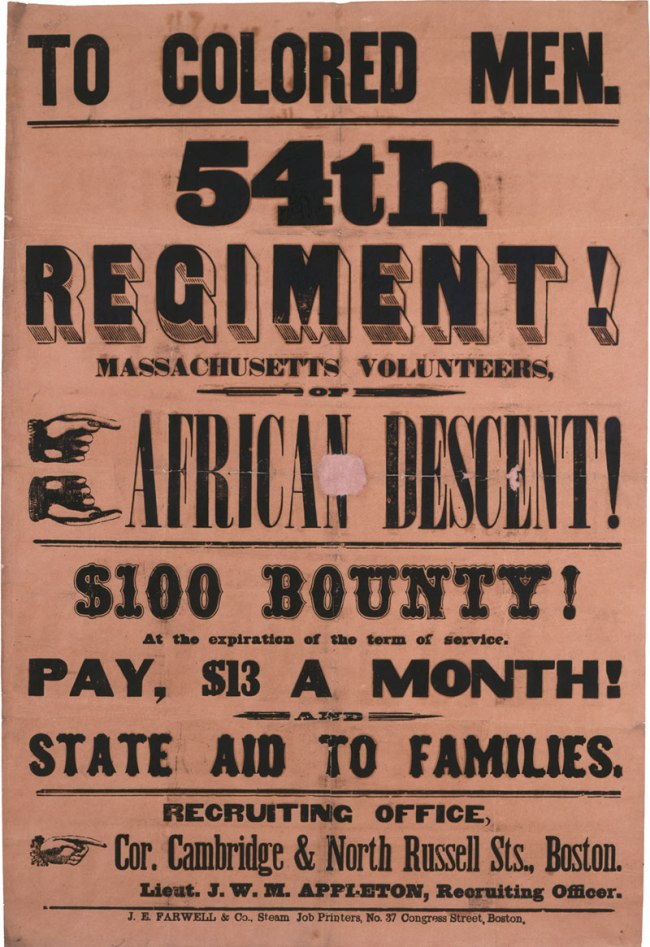 TO COLORED MEN.
54th
REGIMENT!
MASSACHUSETTS VOLUNTEERS,
OF
AFRICAN DESCENT!
$100 BOUNTY!
At the expiration of the term of service.
PAY, $13 A MONTH!
AND
STATE AID TO FAMILIES.
RECRUITING OFFICE,
Cor. Cambridge & North Russell Sts., Boston.
Lieut. J. W. M. APPLETON, Recruiting Officer.
J. E. FARWELL & Co., Steam Job Printers, No. 37 Congress Street, Boston.